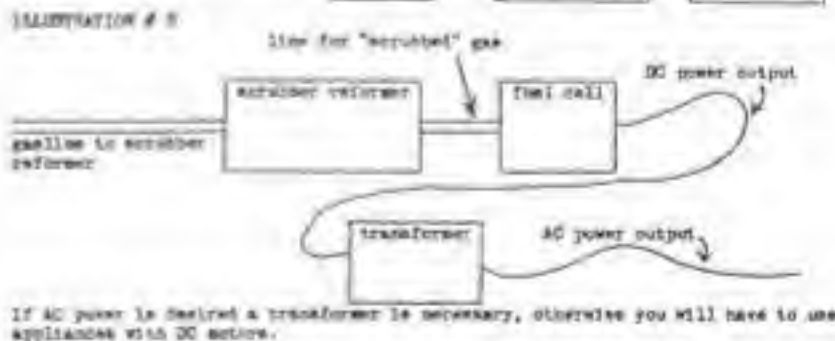 ILLUSTRATION # 5
line for "scrubbed" gas
DC power output
scrubber reformer
fuel cell
gasline to scrubber
reformer
transformer
AC power output
If AC power is desired a transformer is necessary, otherwise you will have to use
appliances with DC motors.